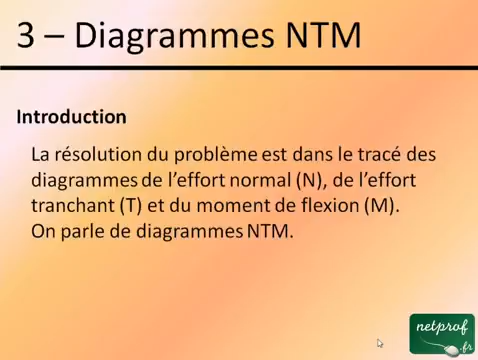 3 – Diagrammes NTM
Introduction
La résolution du problème est dans le tracé des
diagrammes de l'effort normal (N), de l'effort
tranchant (T) et du moment de flexion (M).
On parle de diagrammes NTM.
netprof
.fr